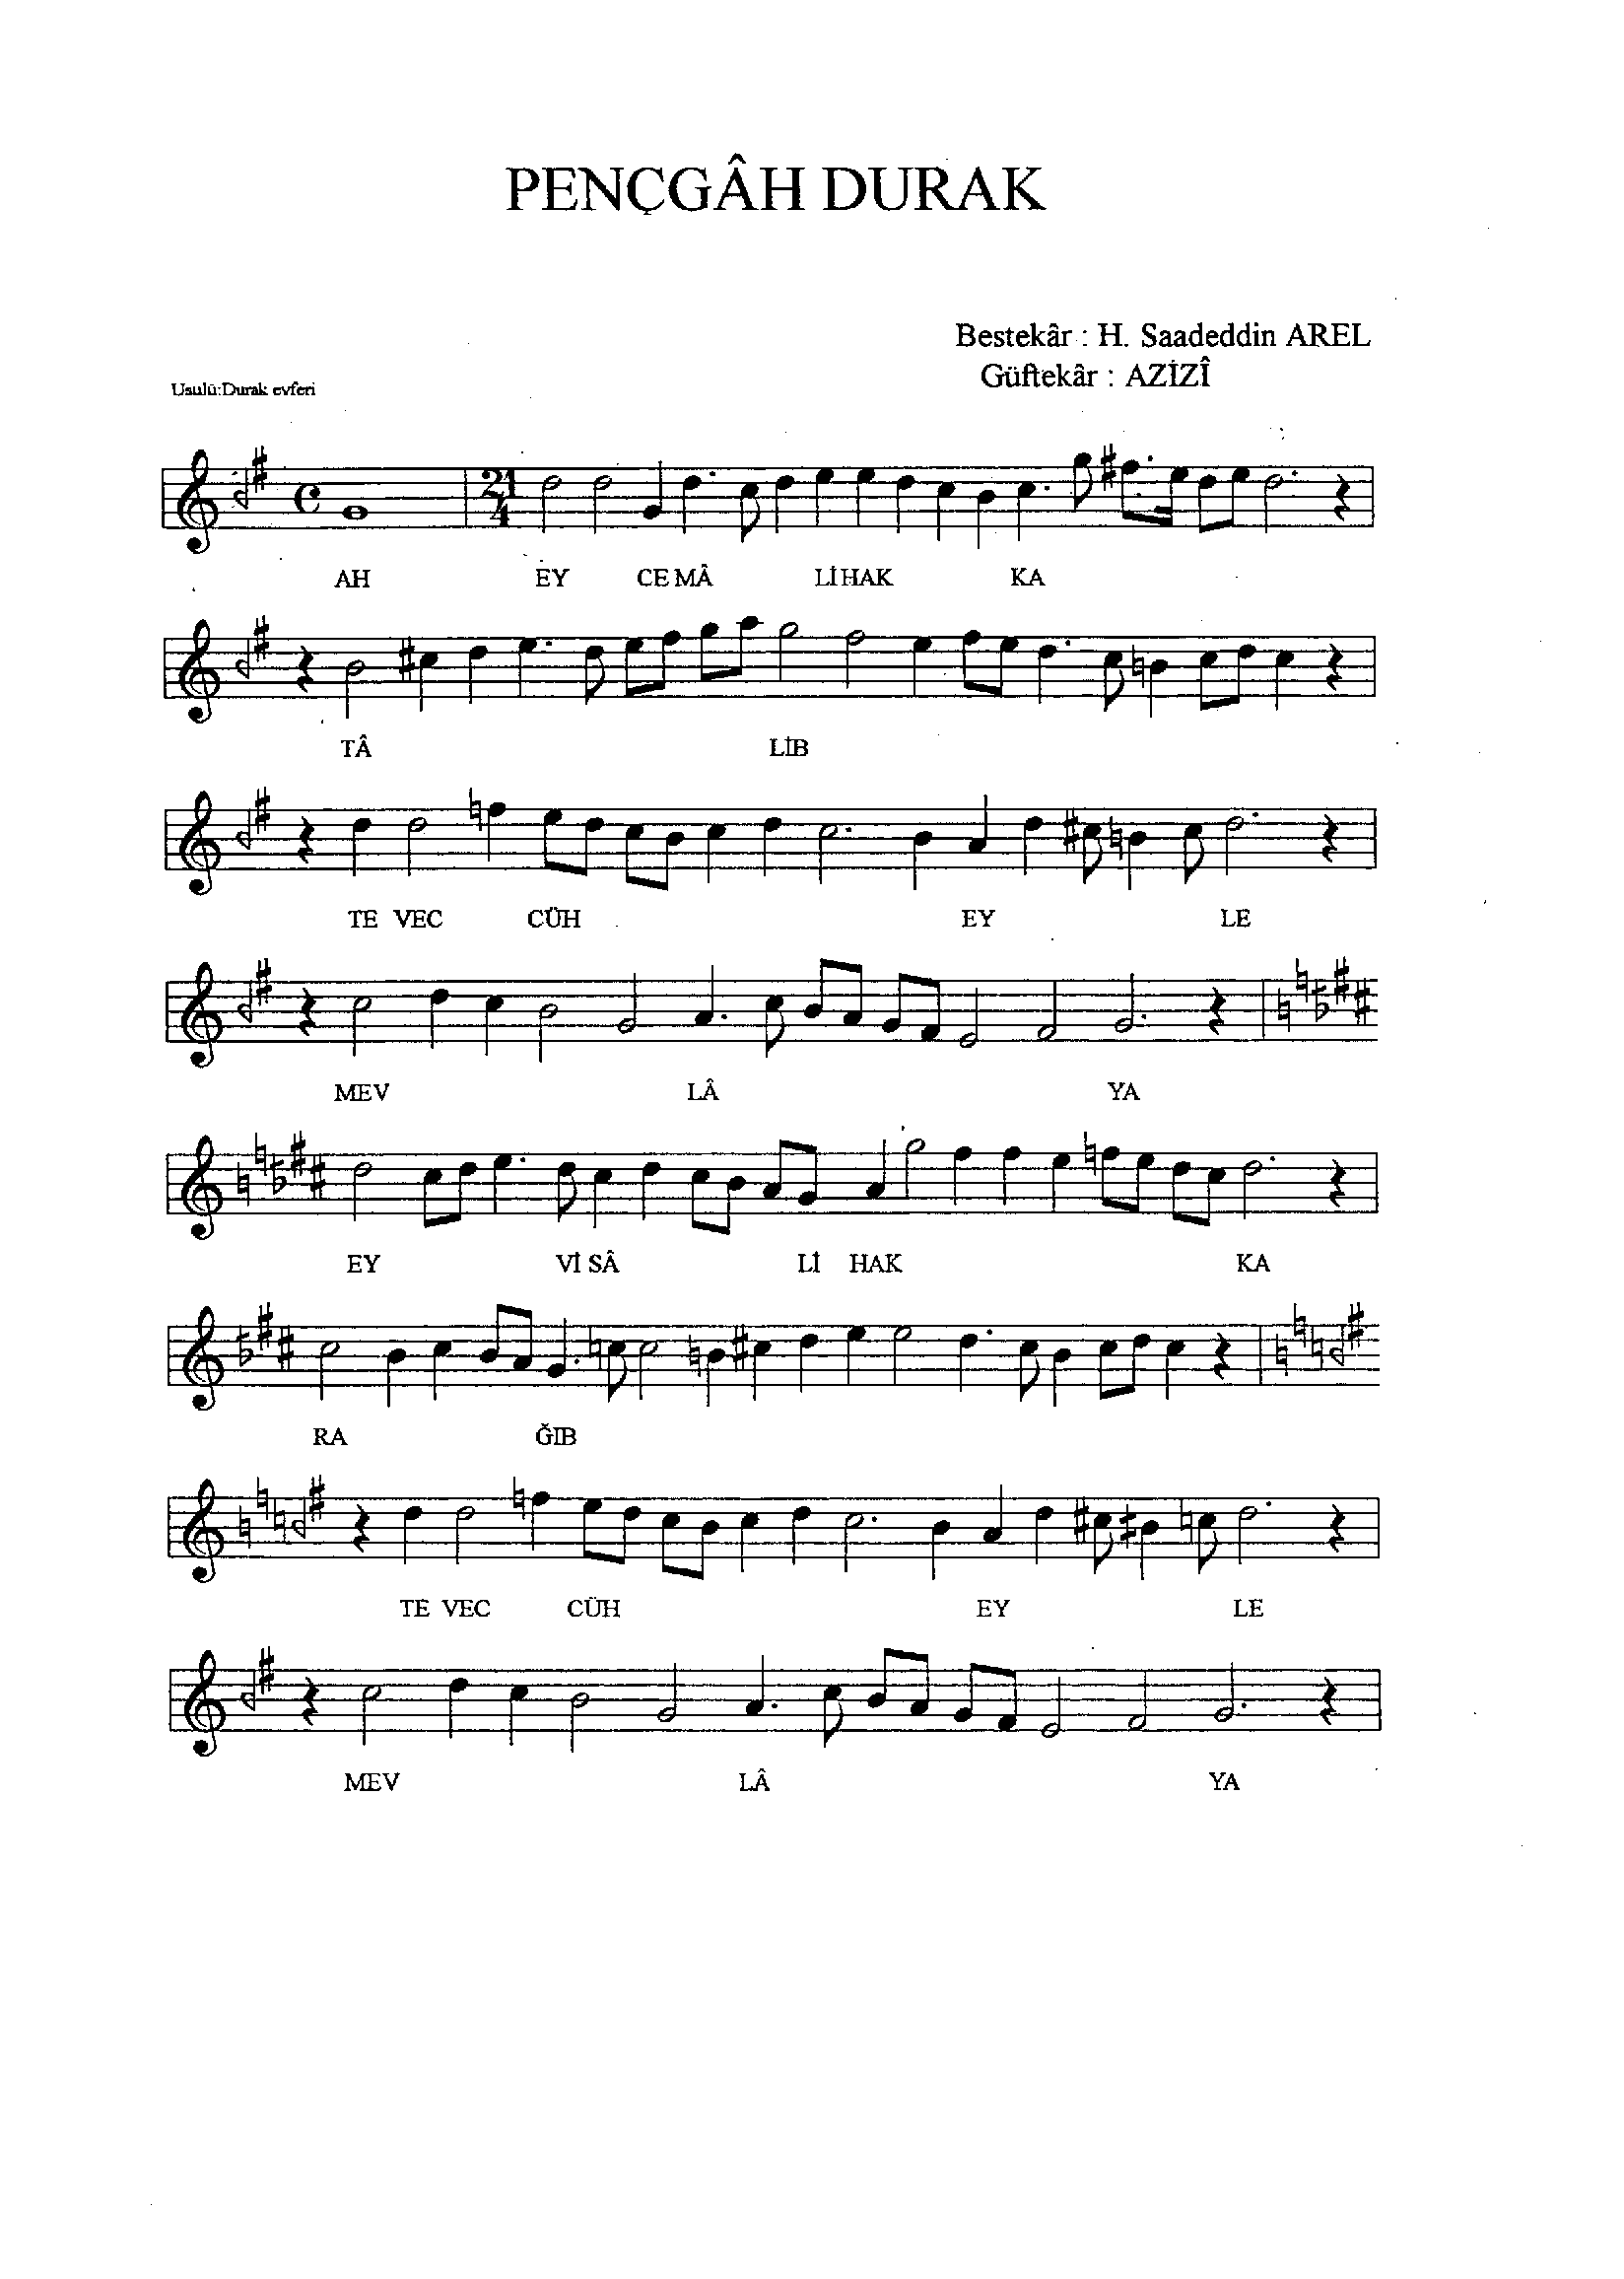 PENÇGÂH DURAK
Bestekâr : H. Saadeddin AREL
Güftekâr : AZİZÎ
Usulü:Durak evferi
21
4
AH EY CE MÂ Lİ HAK KA
TÂ LİB
TE VEC CÜH EY LE
MEV LÂ YA
EY Vİ SÂ Lİ HAK KA
RA ĞIB
TE VEC CÜH EY LE
MEV LÂ YA